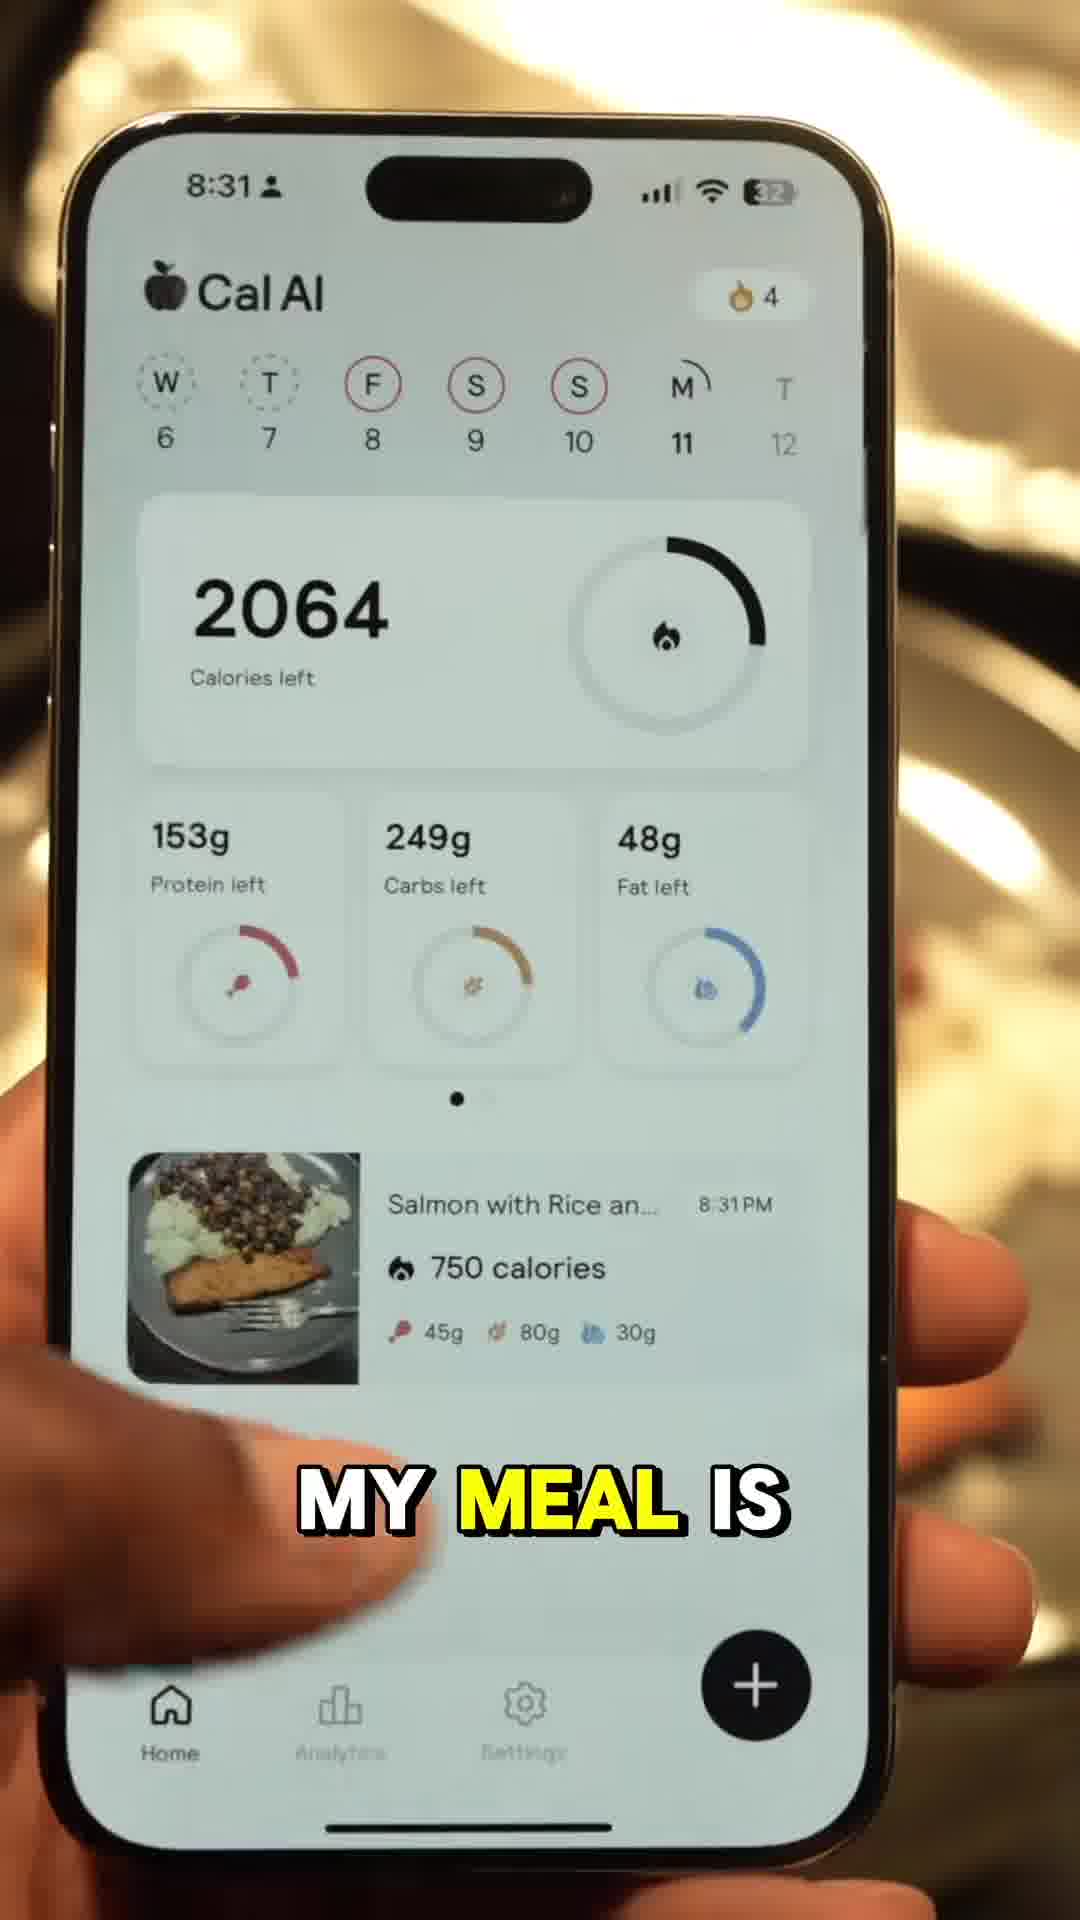 8:31
32
Cal AI
4
W T F S S M T
6 7 8 9 10 11 12
2064
Calories left
153g 249g 48g
Protein left Carbs left Fat left
Salmon with Rice an... 8:31 PM
750 calories
45g 80g 30g
MY MEAL IS
Home Analytics Settings